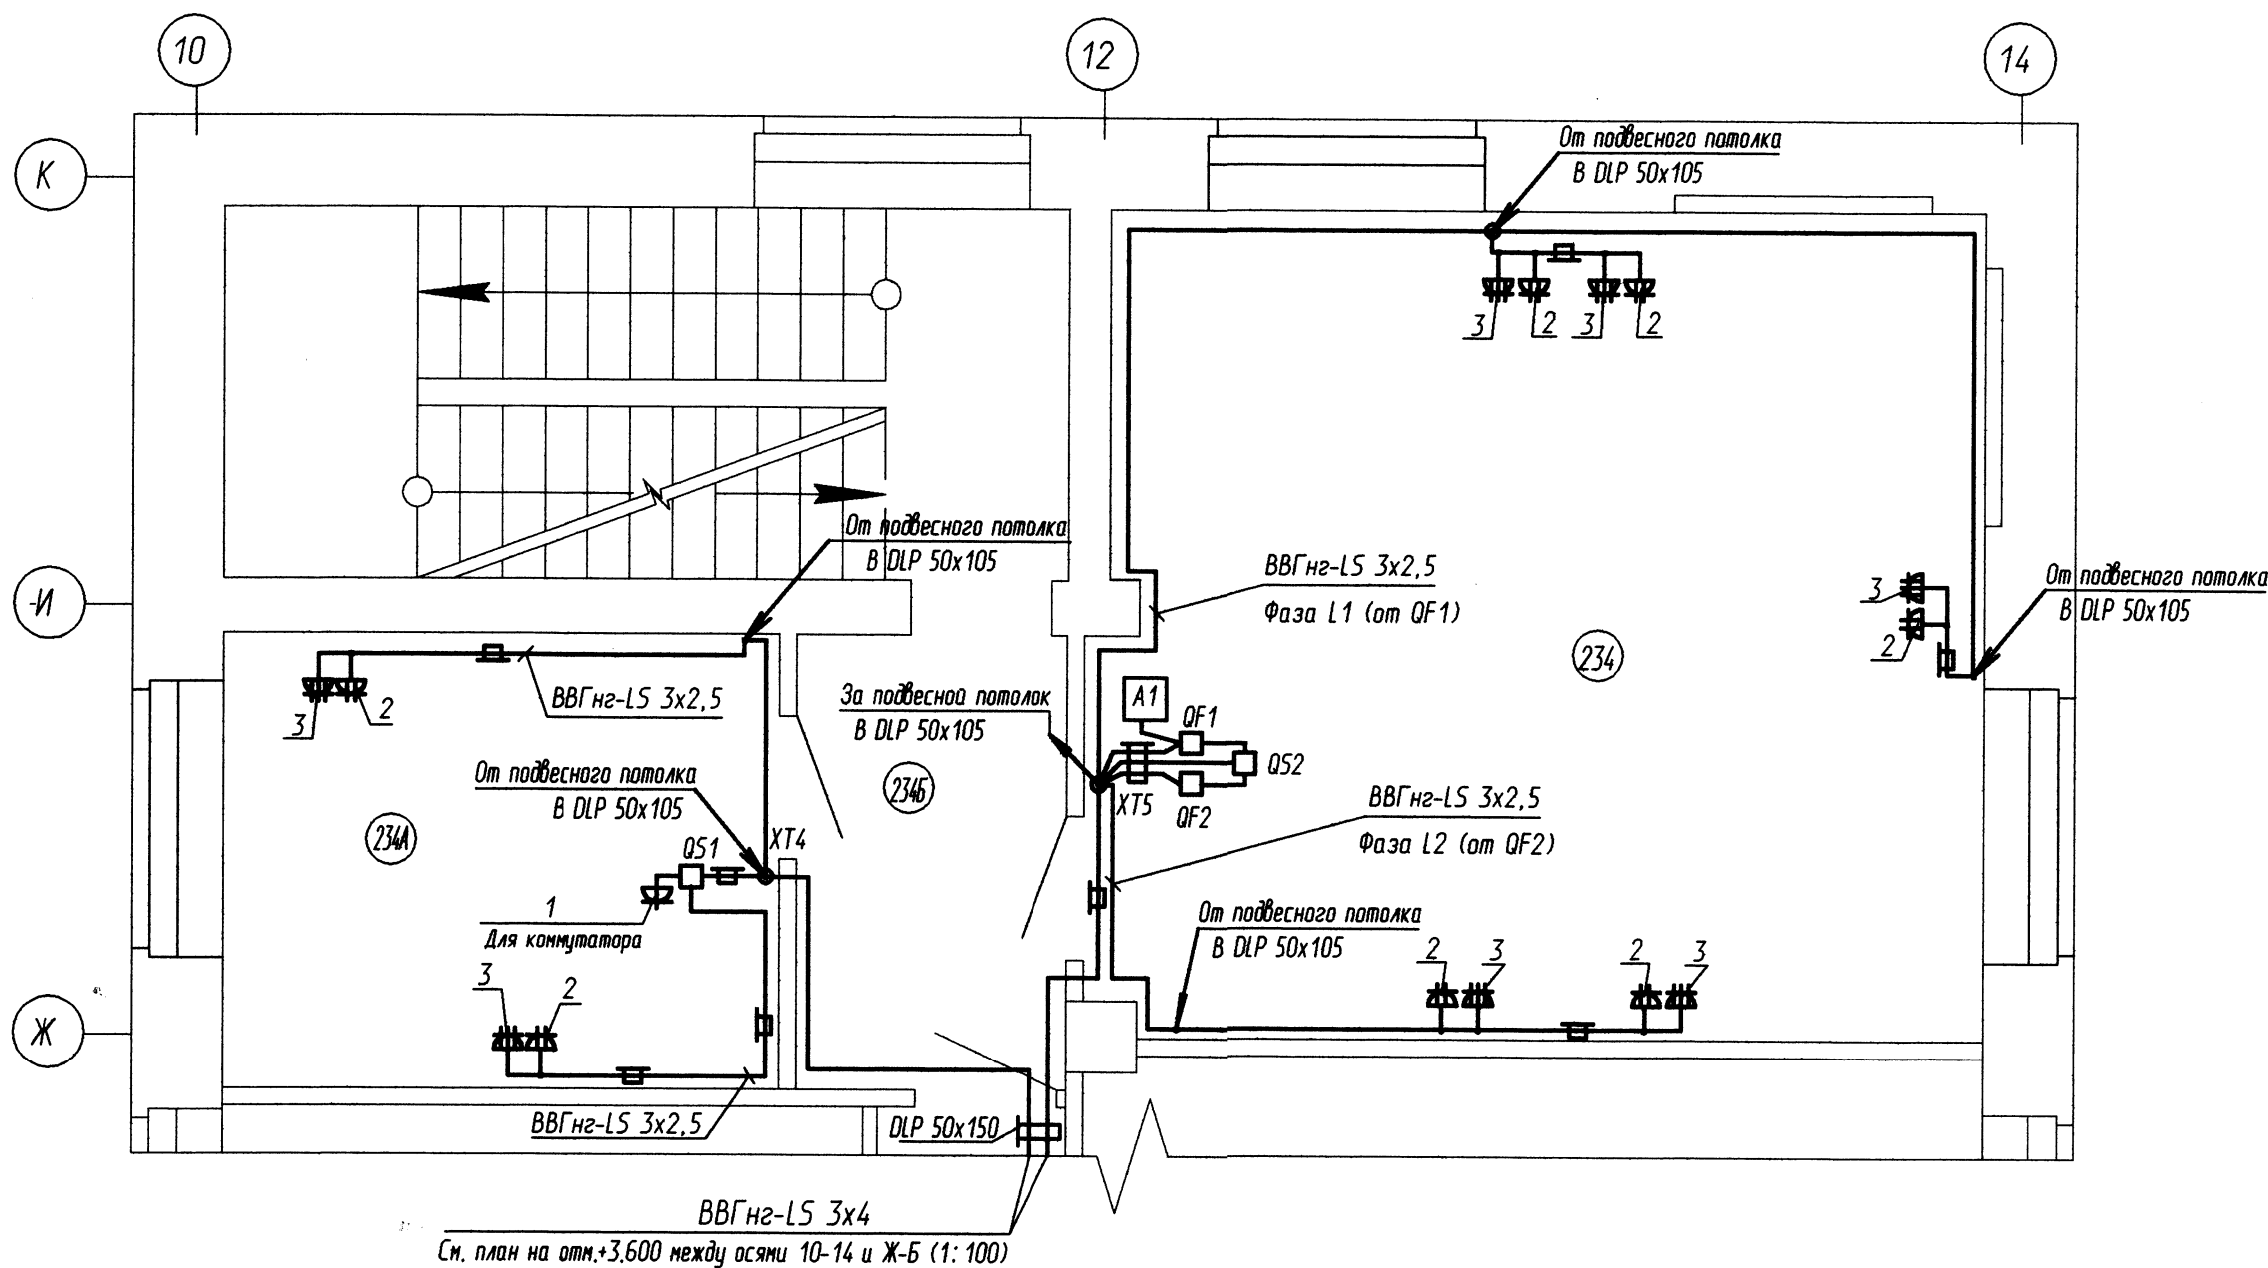 10
12
14
К
И
Ж
От подвесного потолка
В DLP 50х105
3
2
3
2
От подвесного потолка
В DLP 50х105
ВВГнг-LS 3х2,5
Фаза L1 (от QF1)
234
3
2
От подвесного потолка
В DLP 50х105
3
2
ВВГнг-LS 3х2,5
За подвесной потолок
В DLP 50х105
А1
QF1
QS2
QF2
ХТ5
234Б
От подвесного потолка
В DLP 50х105
ХТ4
QS1
234А
ВВГнг-LS 3х2,5
Фаза L2 (от QF2)
1
Для коммутатора
От подвесного потолка
В DLP 50х105
2
3
2
3
3
2
ВВГнг-LS 3х2,5
DLP 50х150
ВВГнг-LS 3х4
См. план на отм.+3.600 между осями 10-14 и Ж-Б (1:100)